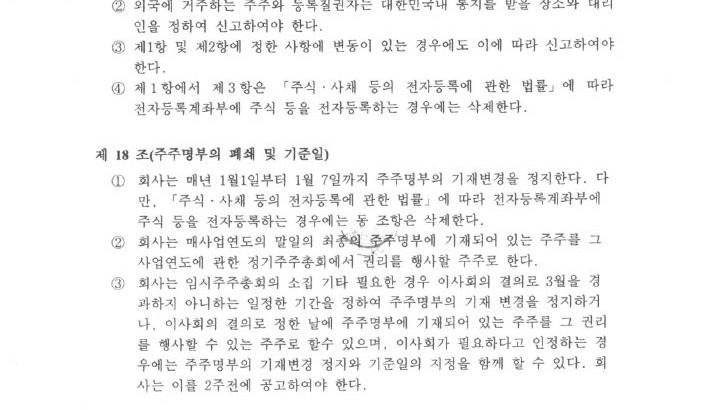 ② 외국에 거주하는 주주와 등록질권자는 대한민국내 통지를 받을 장소와 대리
인을 정하여 신고하여야 한다.
③ 제1항 및 제2항에 정한 사항에 변동이 있는 경우에도 이에 따라 신고하여야
한다.
④ 제1항에서 제3항은 「주식·사채 등의 전자등록에 관한 법률」에 따라
전자등록계좌부에 주식 등을 전자등록하는 경우에는 삭제한다.
제 18 조(주주명부의 폐쇄 및 기준일)
① 회사는 매년 1월1일부터 1월 7일까지 주주명부의 기재변경을 정지한다. 다
만, 「주식·사채 등의 전자등록에 관한 법률」에 따라 전자등록계좌부에
주식 등을 전자등록하는 경우에는 동 조항은 삭제한다.
② 회사는 매사업연도의 말일의 최종의 주주명부에 기재되어 있는 주주를 그
사업연도에 관한 정기주주총회에서 권리를 행사할 주주로 한다.
③ 회사는 임시주주총회의 소집 기타 필요한 경우 이사회의 결의로 3월을 경
과하지 아니하는 일정한 기간을 정하여 주주명부의 기재 변경을 정지하거
나, 이사회의 결의로 정한 날에 주주명부에 기재되어 있는 주주를 그 권리
를 행사할 수 있는 주주로 할수 있으며, 이사회가 필요하다고 인정하는 경
우에는 주주명부의 기재변경 정지와 기준일의 지정을 함께 할 수 있다. 회
사는 이를 2주전에 공고하여야 한다.